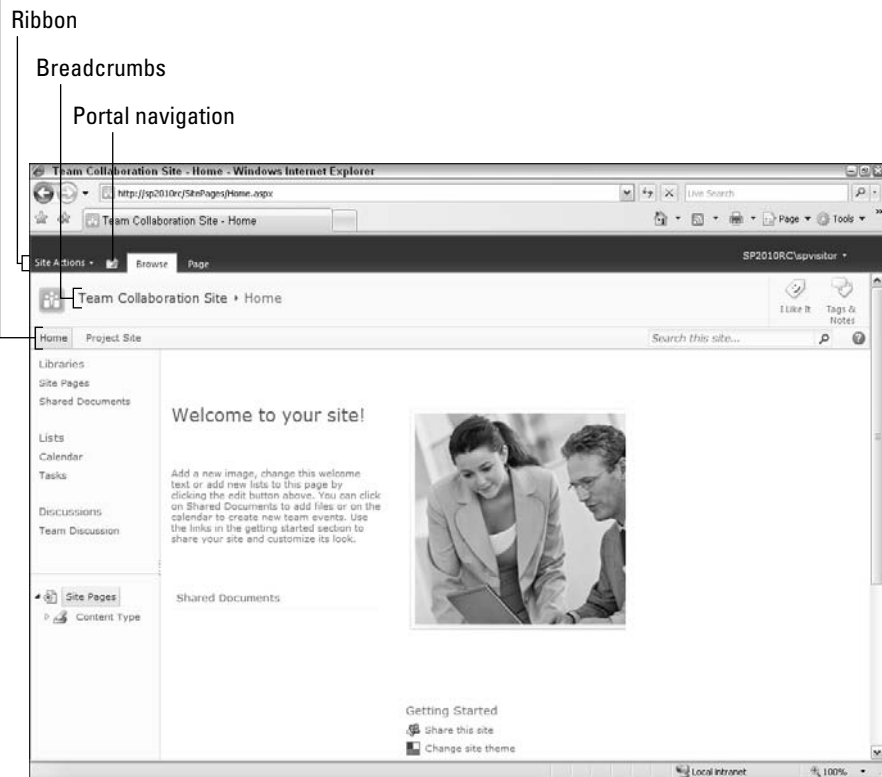 Ribbon
Breadcrumbs
Portal navigation
Team Collaboration Site - Home - Windows Internet Explorer
http://sp2010rc/SitePages/Home.aspx
Live Search
Team Collaboration Site - Home
Page
Tools
Site Actions
Browse
Page
SP2010RC\spvisitor
Team Collaboration Site
Home
I Like It
Tags &
Notes
Home
Project Site
Search this site...
Libraries
Site Pages
Shared Documents
Lists
Calendar
Tasks
Discussions
Team Discussion
Site Pages
Content Type
Welcome to your site!
Add a new image, change this welcome
text or add new lists to this page by
clicking the edit button above. You can click
on Shared Documents to add files or on the
calendar to create new team events. Use
the links in the getting started section to
share your site and customize its look.
Shared Documents
Getting Started
Share this site
Change site theme
Local intranet
100%